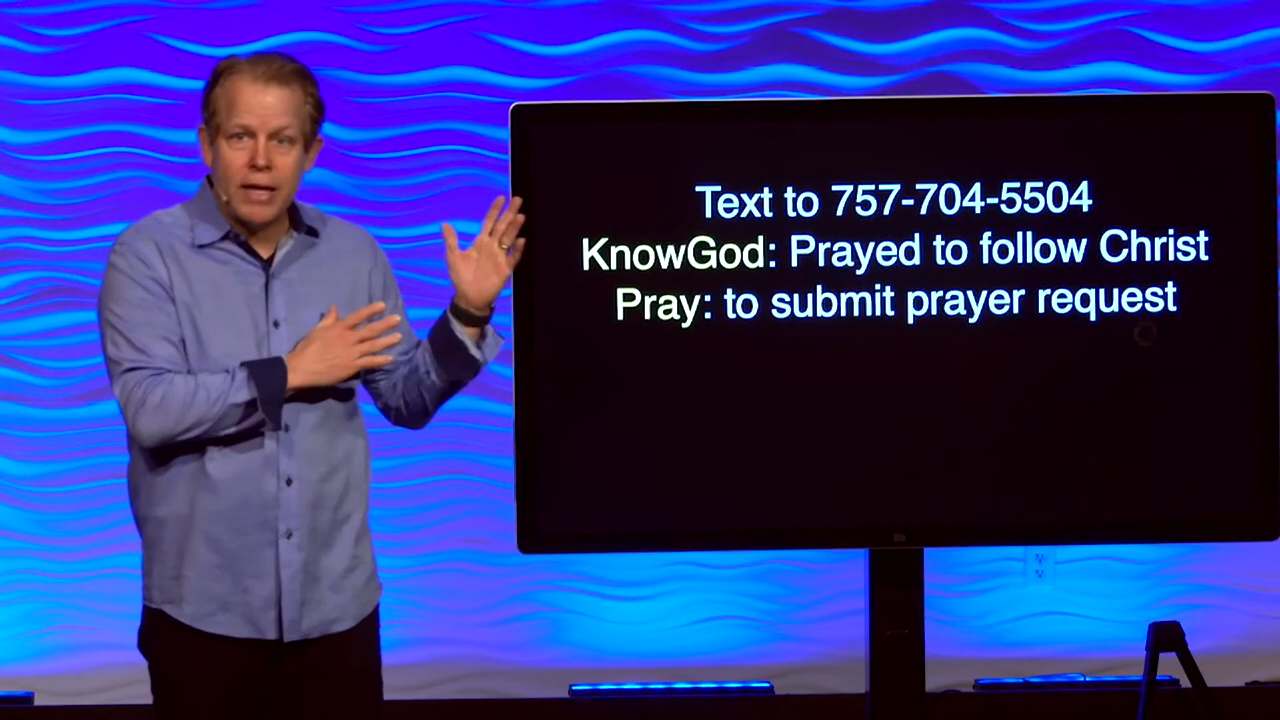 Text to 757-704-5504
KnowGod: Prayed to follow Christ
Pray: to submit prayer request